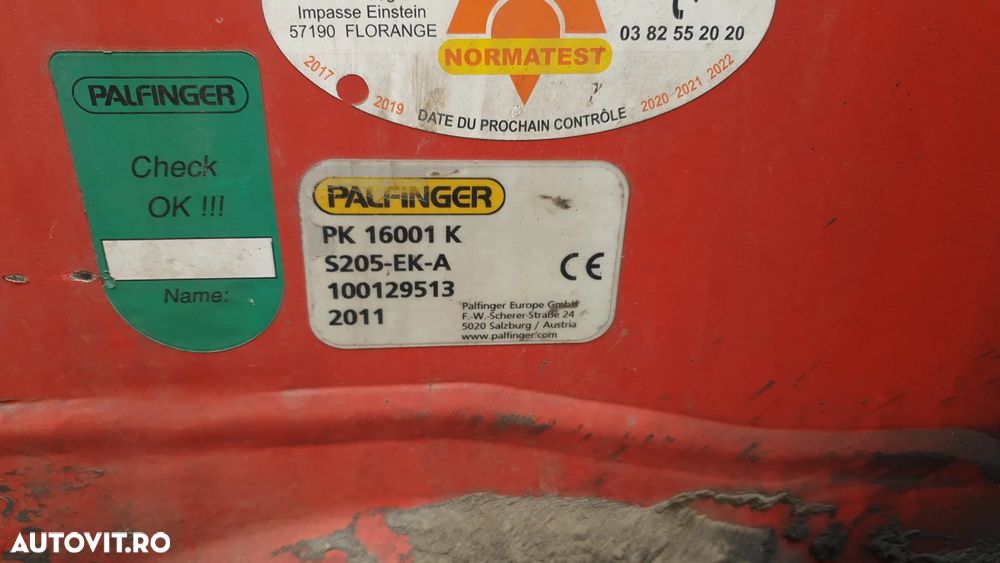 Impasse Einstein
57190 FLORANGE
03 82 55 20 20
NORMATEST
2017
2019
2020 2021 2022
DATE DU PROCHAIN CONTRÔLE
PALFINGER
Check
OK !!!
Name:
PALFINGER
PK 16001 K
S205-EK-A
100129513
2011
CE
Palfinger Europe GmbH
F.-W.-Scherer-Straße 24
5020 Salzburg / Austria
www.palfinger.com
AUTOVIT.RO